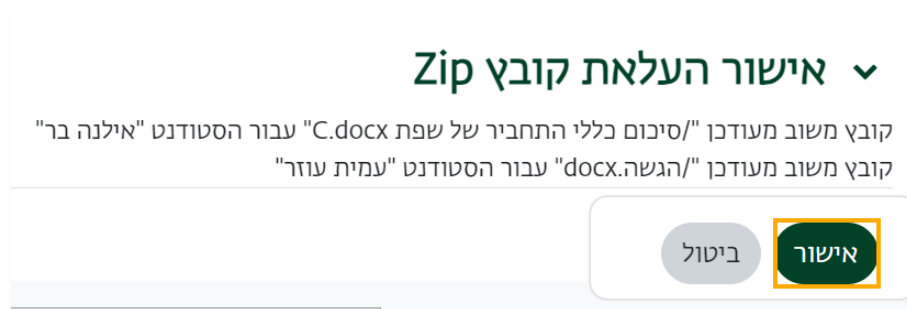 אישור העלאת קובץ Zip
קובץ משוב מעודכן "/סיכום כללי התחביר של שפת C.docx" עבור הסטודנט "אילנה בר"
קובץ משוב מעודכן "/הגשה.docx" עבור הסטודנט "עמית עוזר"
אישור
ביטול